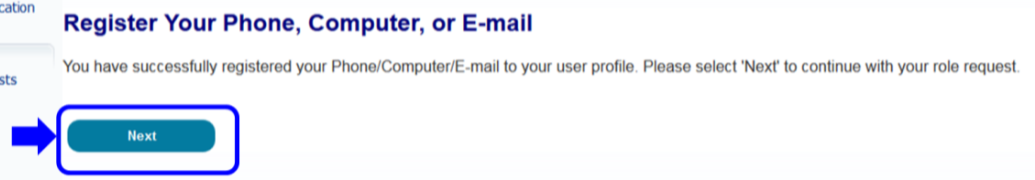 cation
Register Your Phone, Computer, or E-mail
You have successfully registered your Phone/Computer/E-mail to your user profile. Please select 'Next' to continue with your role request.
sts
Next